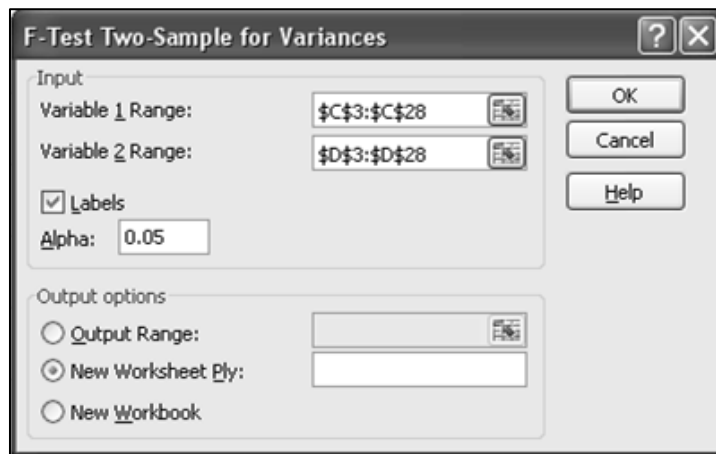 F-Test Two-Sample for Variances
Input
Variable 1 Range: $C$3:$C$28
Variable 2 Range: $D$3:$D$28
Labels
Alpha: 0.05
OK
Cancel
Help
Output options
Output Range:
New Worksheet Ply:
New Workbook